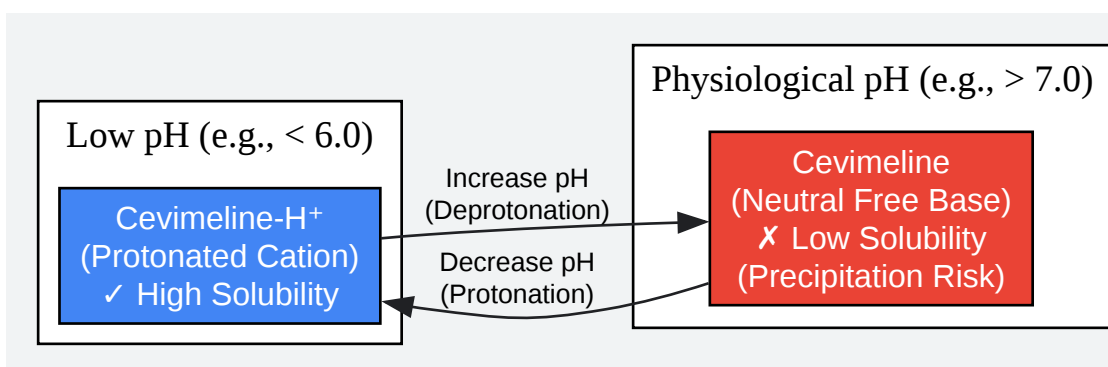 Low pH (e.g., < 6.0)
Cevimeline-H⁺
(Protonated Cation)
✓ High Solubility
Increase pH
(Deprotonation)
Decrease pH
(Protonation)
Physiological pH (e.g., > 7.0)
Cevimeline
(Neutral Free Base)
✗ Low Solubility
(Precipitation Risk)